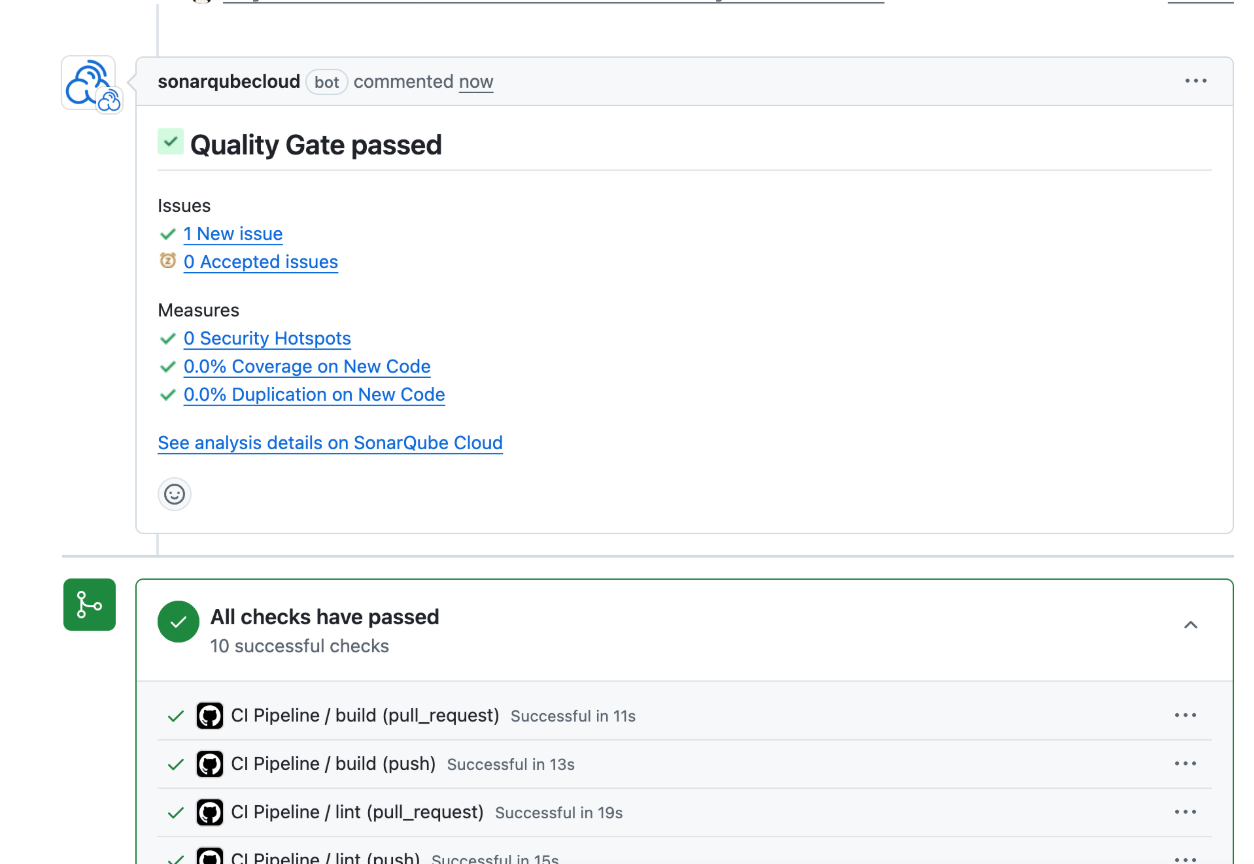 sonarqubecloud bot commented now
Quality Gate passed
Issues
1 New issue
0 Accepted issues
Measures
0 Security Hotspots
0.0% Coverage on New Code
0.0% Duplication on New Code
See analysis details on SonarQube Cloud
All checks have passed
10 successful checks
CI Pipeline / build (pull_request) Successful in 11s
CI Pipeline / build (push) Successful in 13s
CI Pipeline / lint (pull_request) Successful in 19s
CI Pipeline / lint (push) Successful in 15s